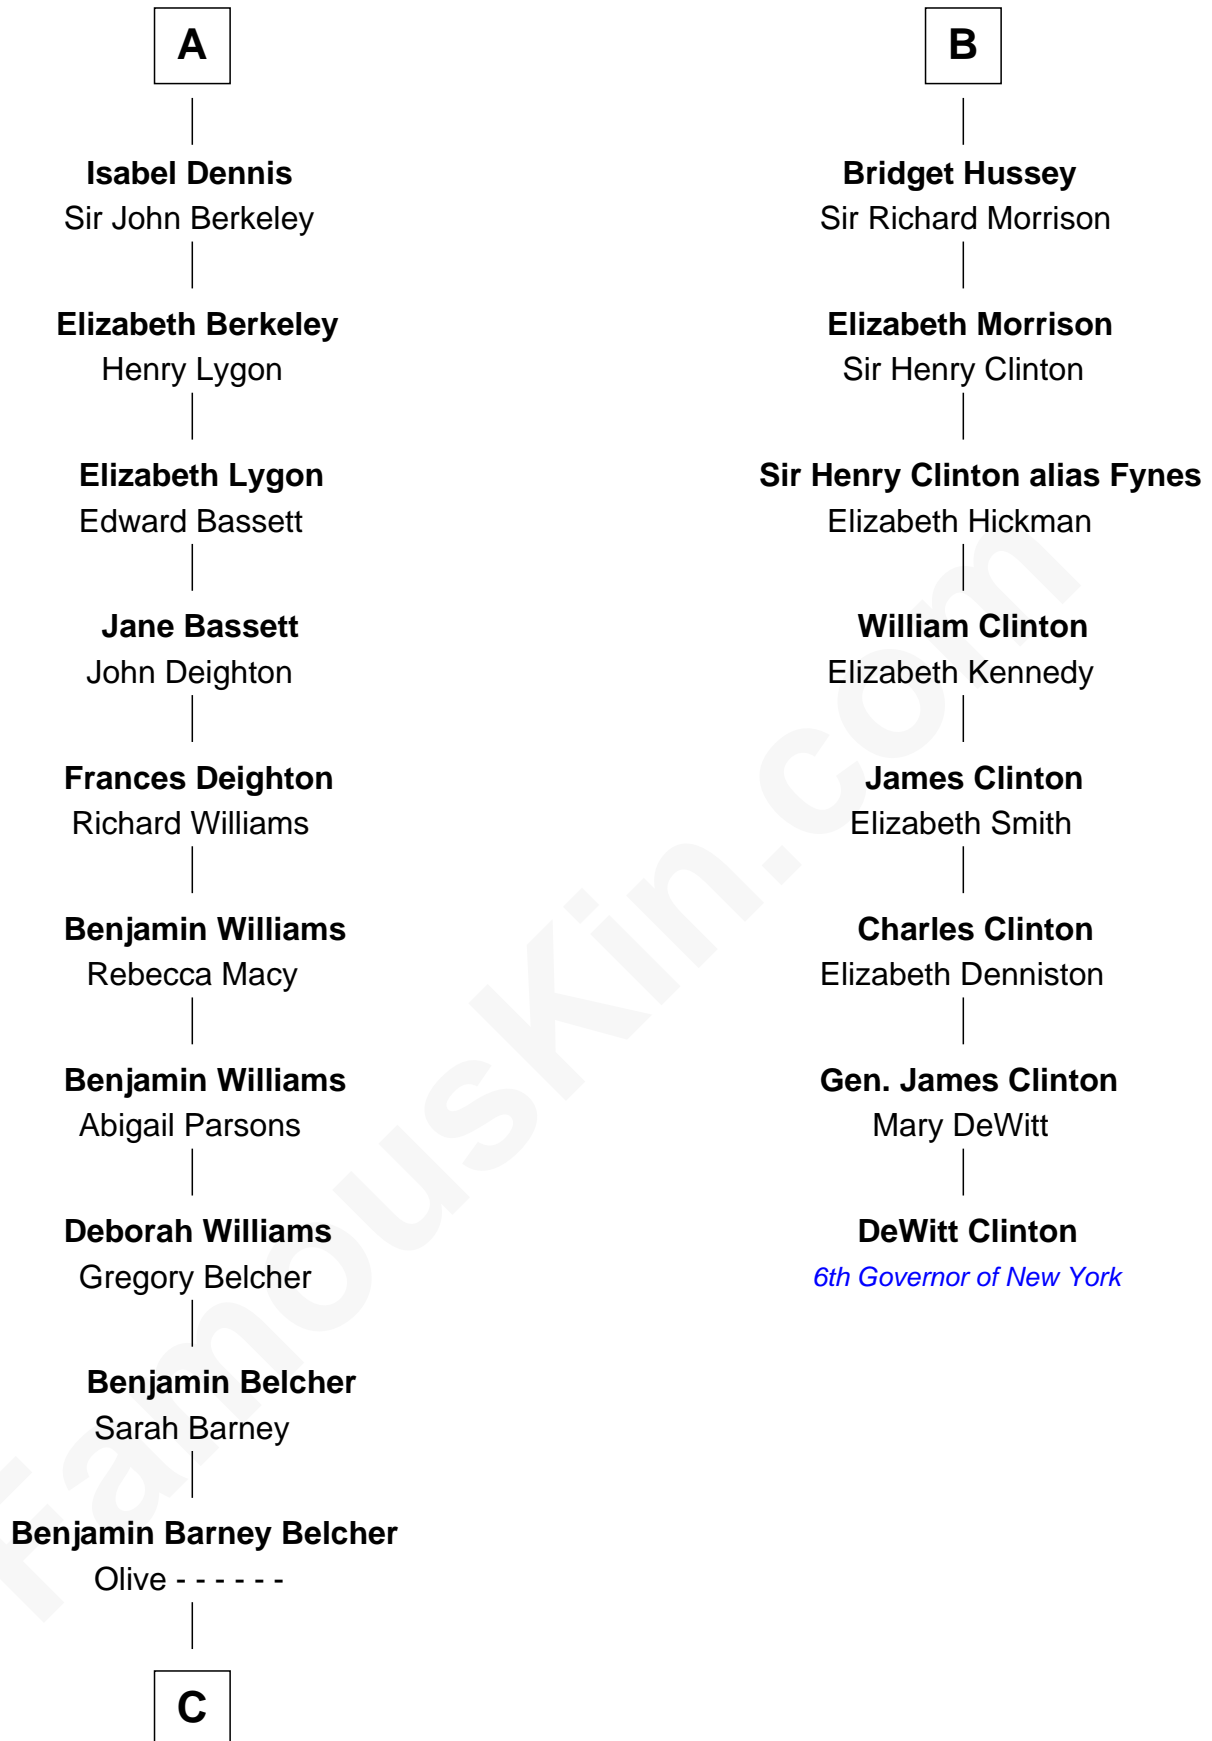 A
Isabel Dennis
Sir John Berkeley
Elizabeth Berkeley
Henry Lygon
Elizabeth Lygon
Edward Bassett
Jane Bassett
John Deighton
Frances Deighton
Richard Williams
Benjamin Williams
Rebecca Macy
Benjamin Williams
Abigail Parsons
Deborah Williams
Gregory Belcher
Benjamin Belcher
Sarah Barney
Benjamin Barney Belcher
Olive - - - - - -
C
B
Bridget Hussey
Sir Richard Morrison
Elizabeth Morrison
Sir Henry Clinton
Sir Henry Clinton alias Fynes
Elizabeth Hickman
William Clinton
Elizabeth Kennedy
James Clinton
Elizabeth Smith
Charles Clinton
Elizabeth Denniston
Gen. James Clinton
Mary DeWitt
DeWitt Clinton
6th Governor of New York
FamousKin.com